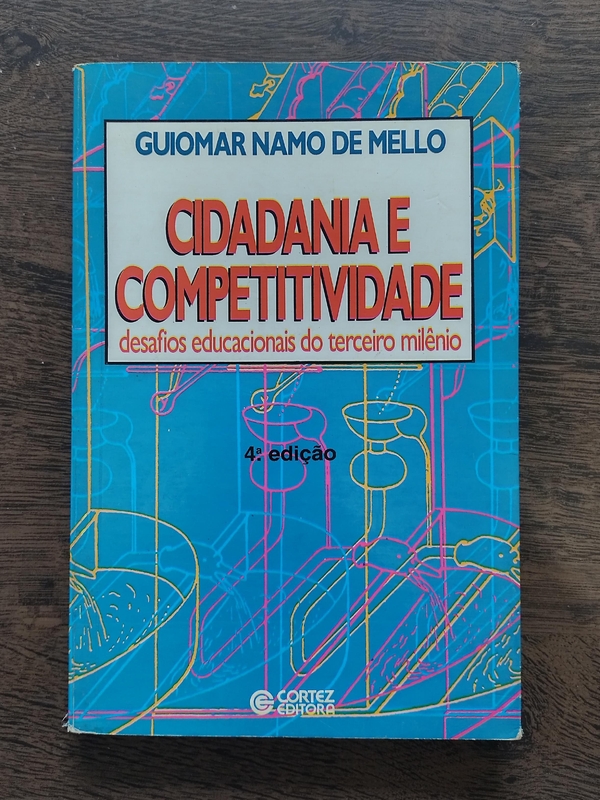 GUIOMAR NAMO DE MELLO
CIDADANIA E
COMPETITIVIDADE
desafios educacionais do terceiro milênio
4ª edição
CORTEZ
EDITORA